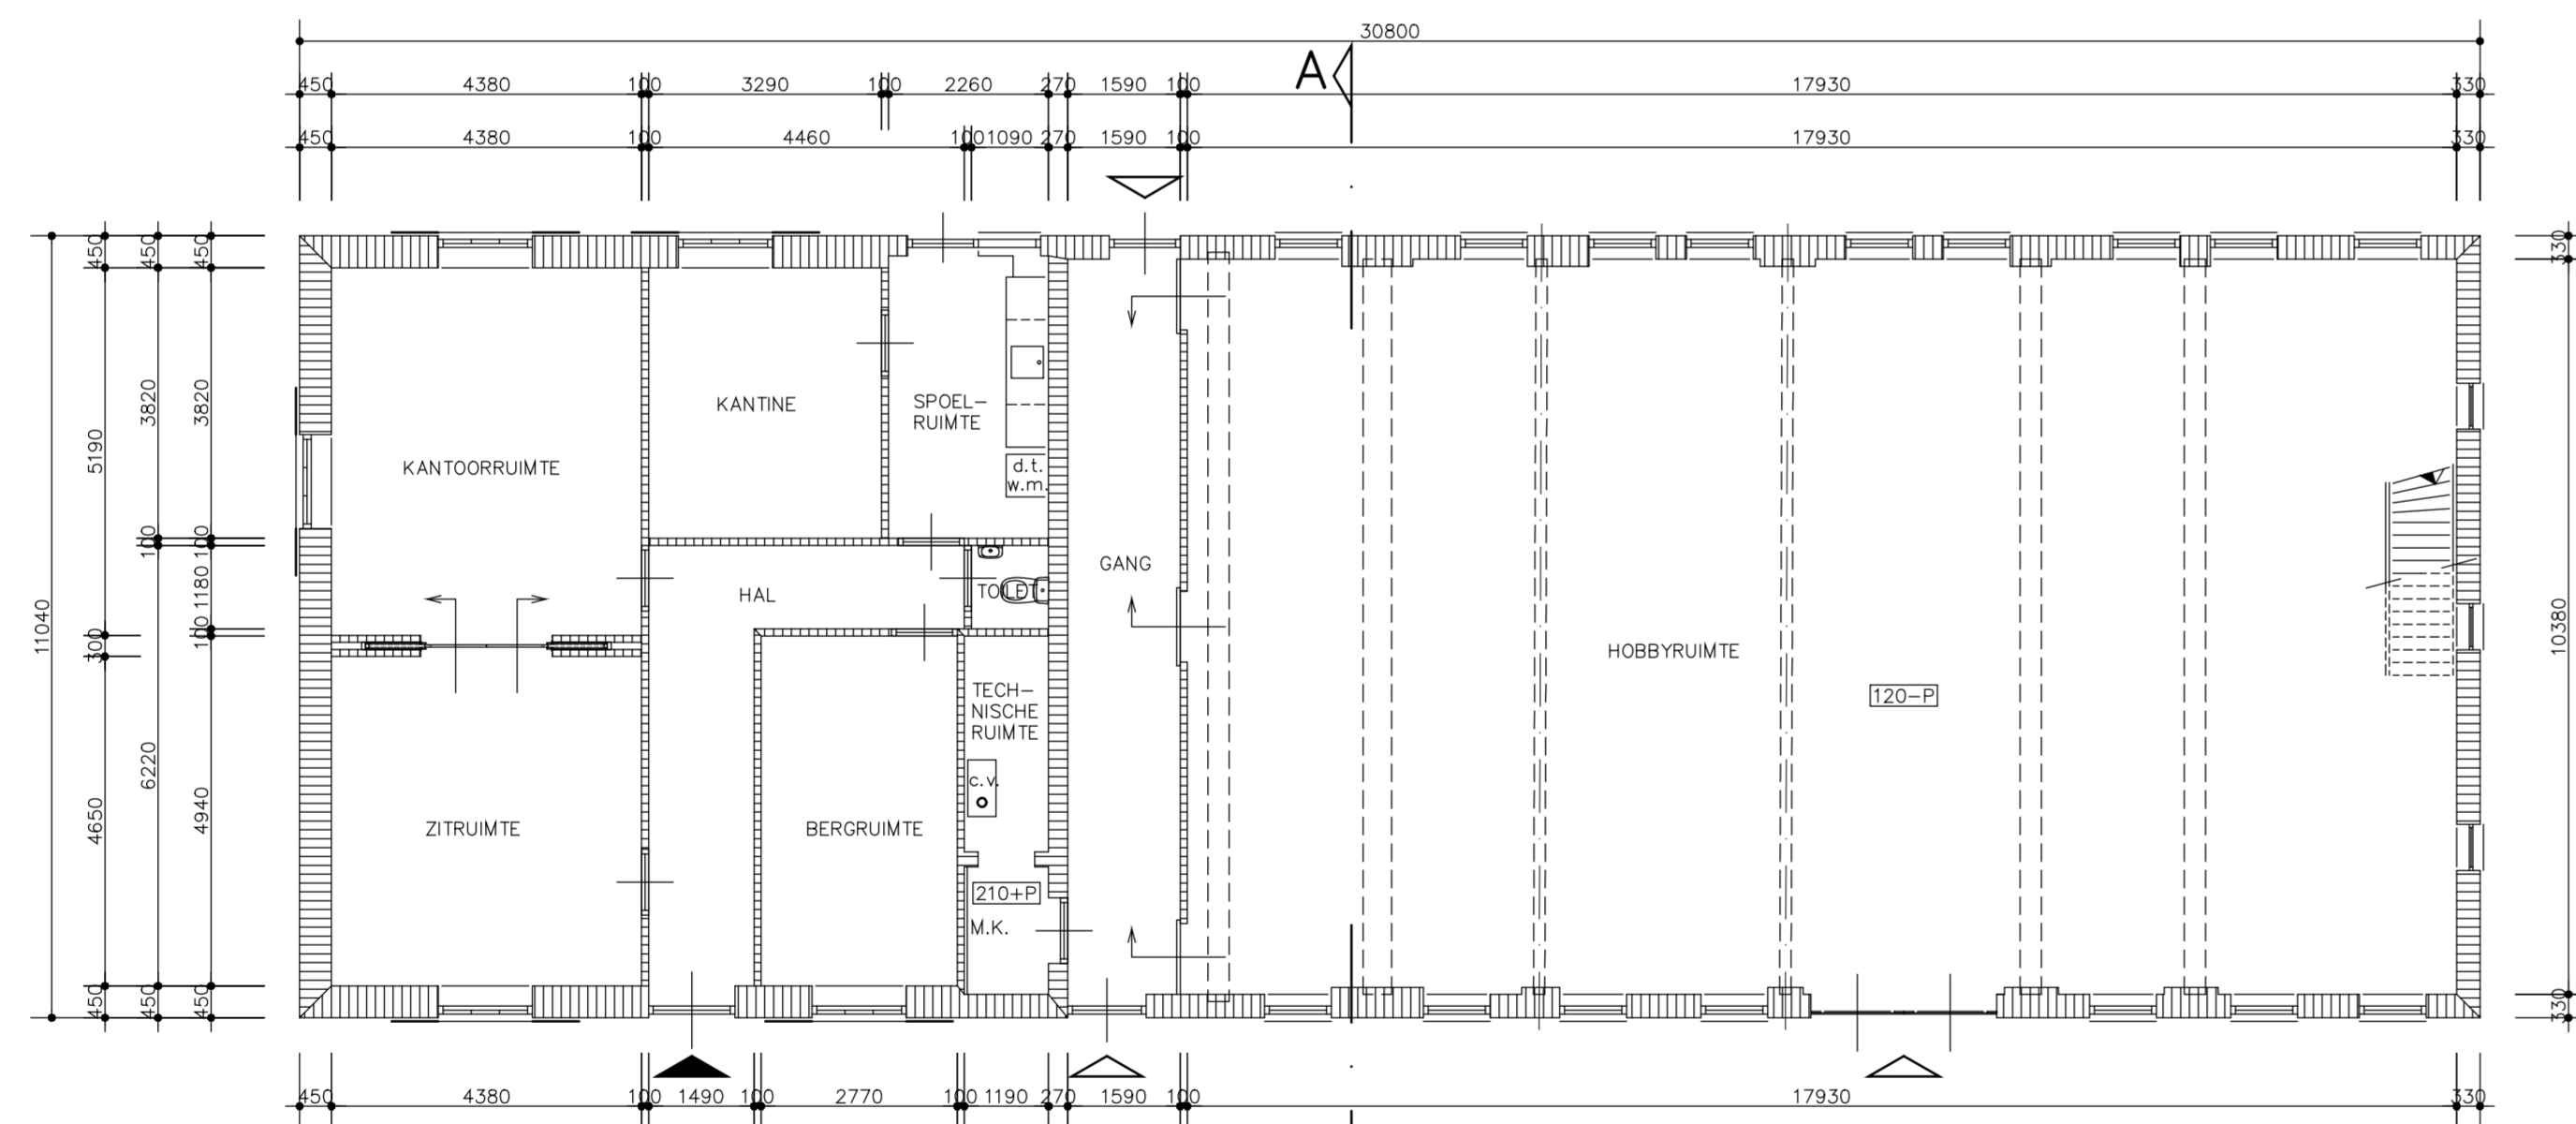 30800
A
450 4380 100 3290 100 2260 270 1590 100 17930 330
450 4380 100 4460 100 1090 270 1590 100 17930 330
450
450
450
330
3820
3820
5190
KANTINE
SPOEL-
RUIMTE
KANTOORRUIMTE
d.t.
w.m.
100
100
GANG
1180
HAL
TOILET
11040
300
100
10380
HOBBYRUIMTE
TECH-
NISCHE
RUIMTE
120-P
6220
c.v.
4650
4940
ZITRUIMTE
BERGRUIMTE
210+P
M.K.
450
450
450
330
450 4380 100 1490 100 2770 100 1190 270 1590 100 17930 330